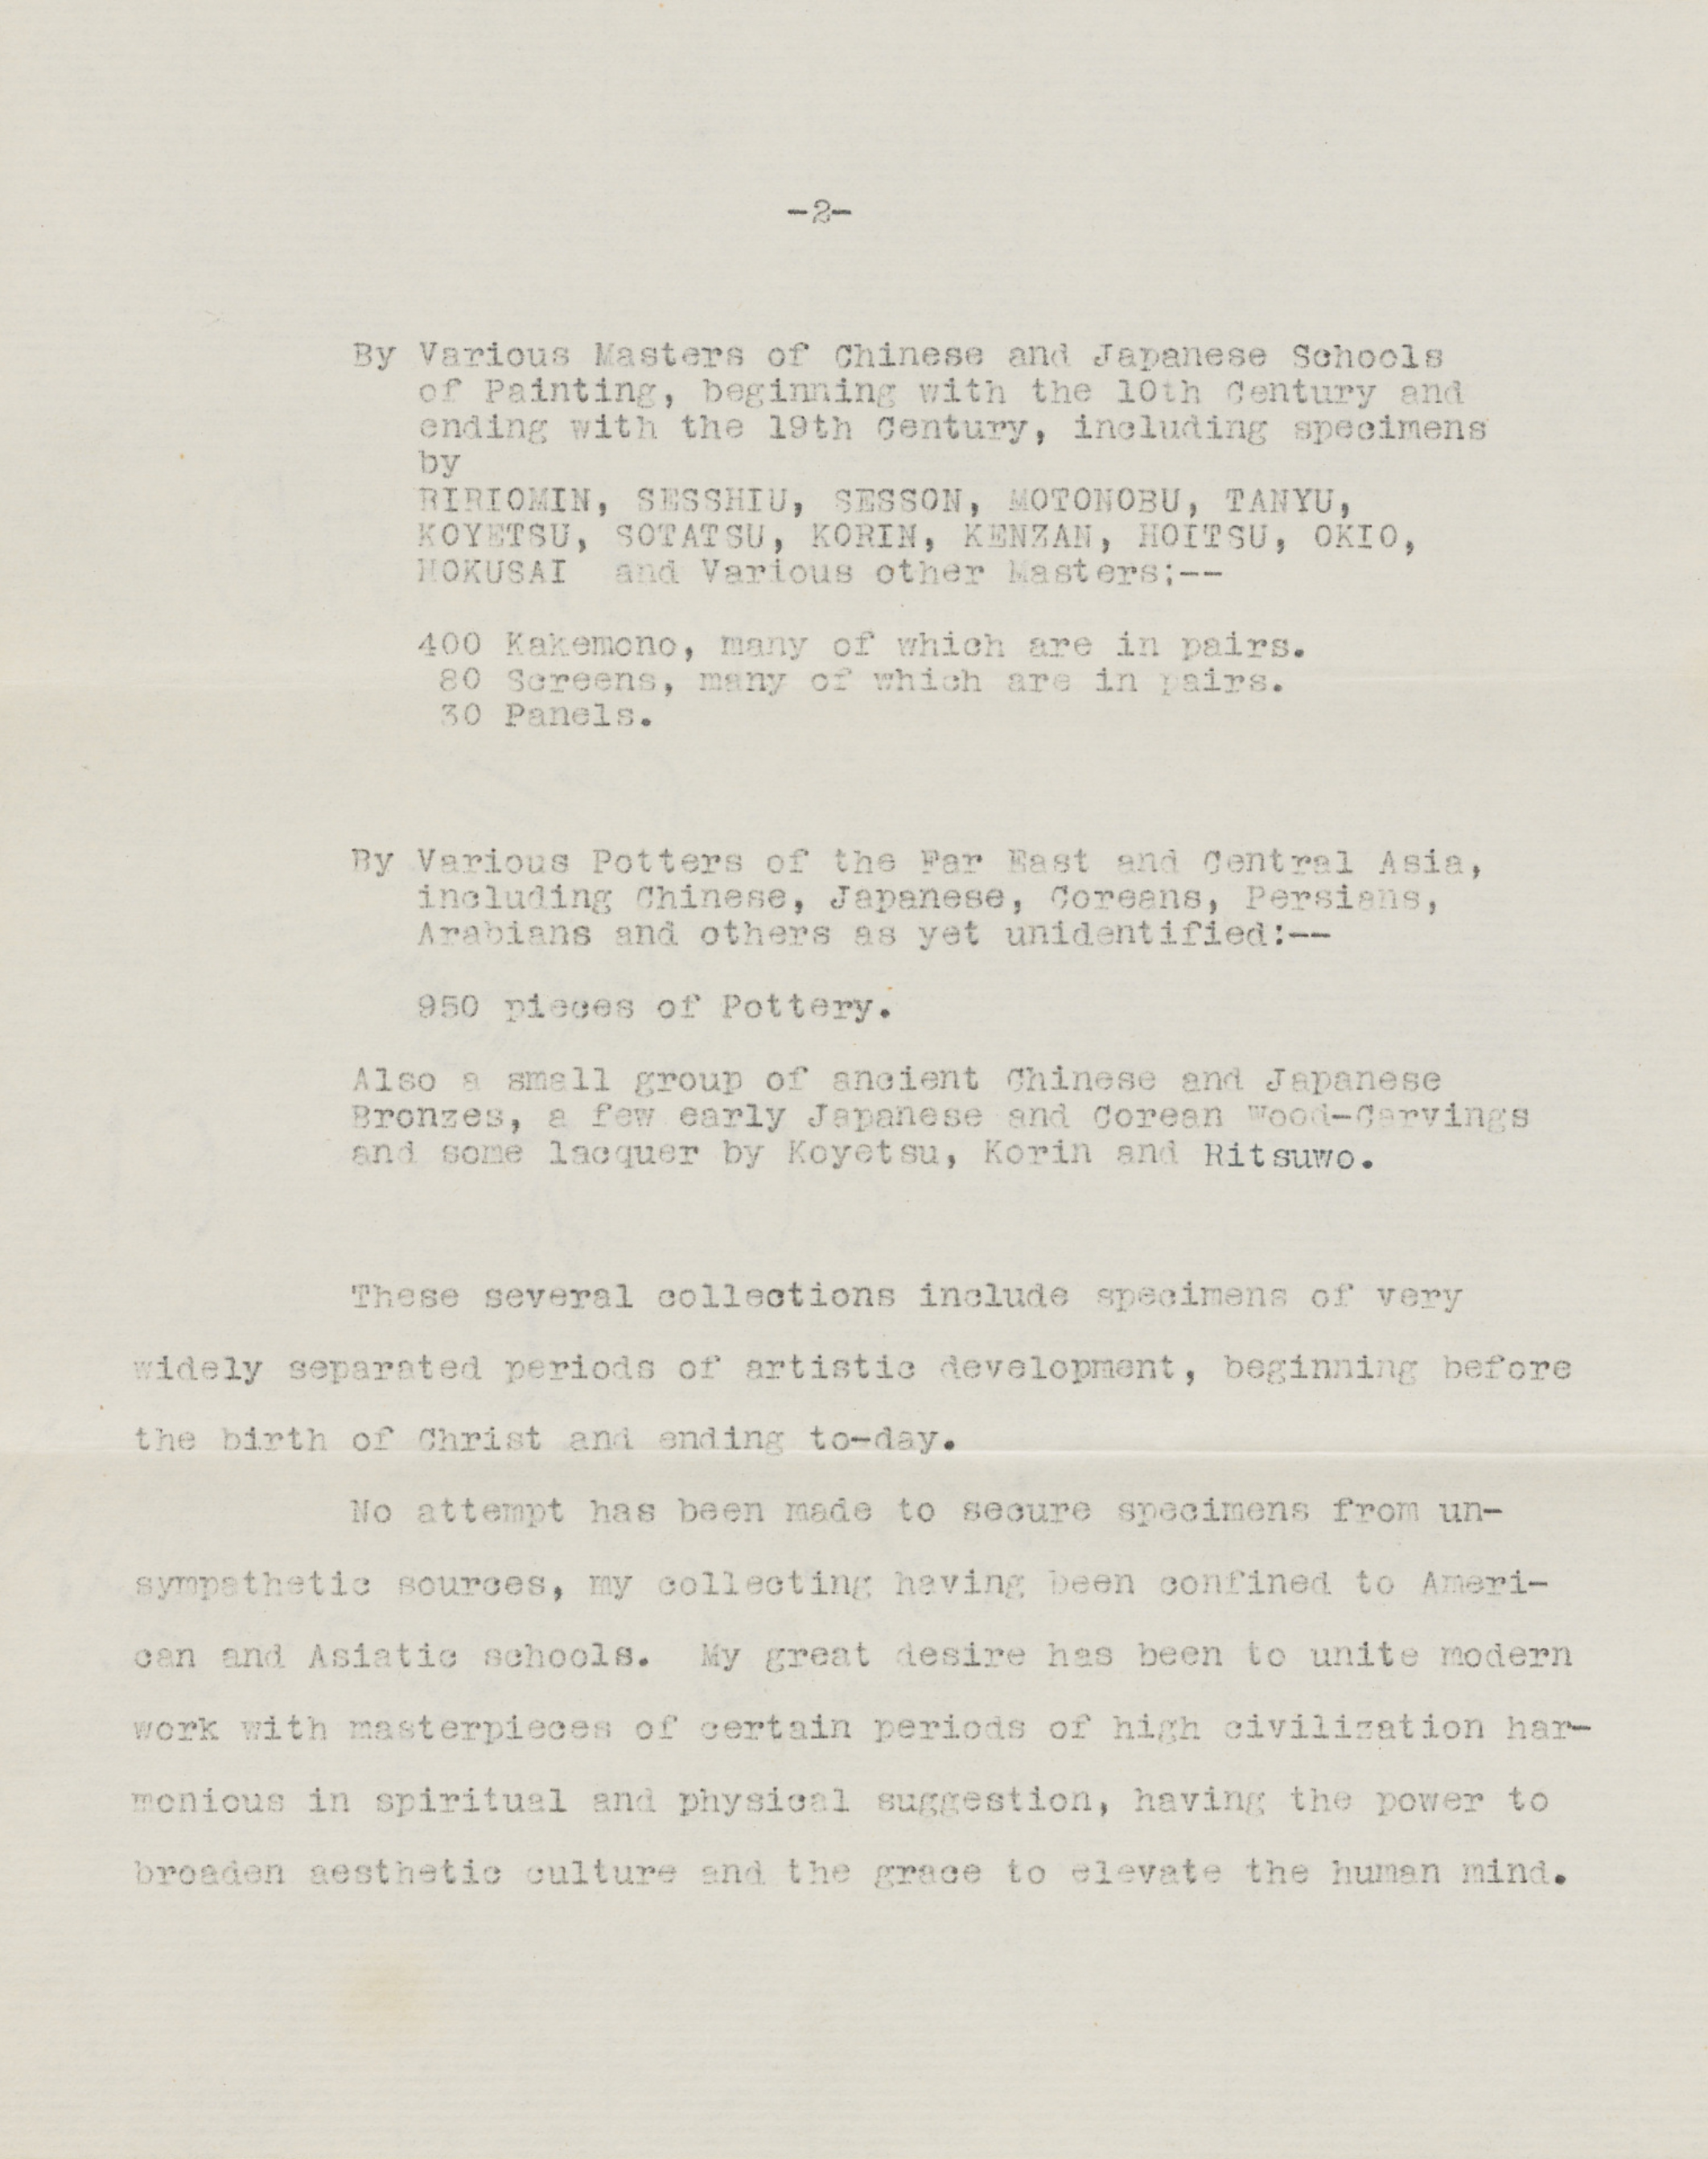 -2-
By Various Masters of Chinese and Japanese Schools
of Painting, beginning with the 10th Century and
ending with the 19th Century, including specimens
by
RIRIOMIN, SESSHIU, SESSON, MOTONOBU, TANYU,
KOYETSU, SOTATSU, KORIN, KENZAN, HOITSU, OKIO,
HOKUSAI and Various other Masters:--
400 Kakemono, many of which are in pairs.
80 Screens, many of which are in pairs.
30 Panels.
By Various Potters of the Far East and Central Asia,
including Chinese, Japanese, Coreans, Persians,
Arabians and others as yet unidentified:--
950 pieces of Pottery.
Also a small group of ancient Chinese and Japanese
Bronzes, a few early Japanese and Corean Wood-Carvings
and some lacquer by Koyetsu, Korin and Ritsuwo.
These several collections include specimens of very
widely separated periods of artistic development, beginning before
the birth of Christ and ending to-day.
No attempt has been made to secure specimens from un-
sympathetic sources, my collecting having been confined to Ameri-
can and Asiatic schools. My great desire has been to unite modern
work with masterpieces of certain periods of high civilization har-
monious in spiritual and physical suggestion, having the power to
broaden aesthetic culture and the grace to elevate the human mind.